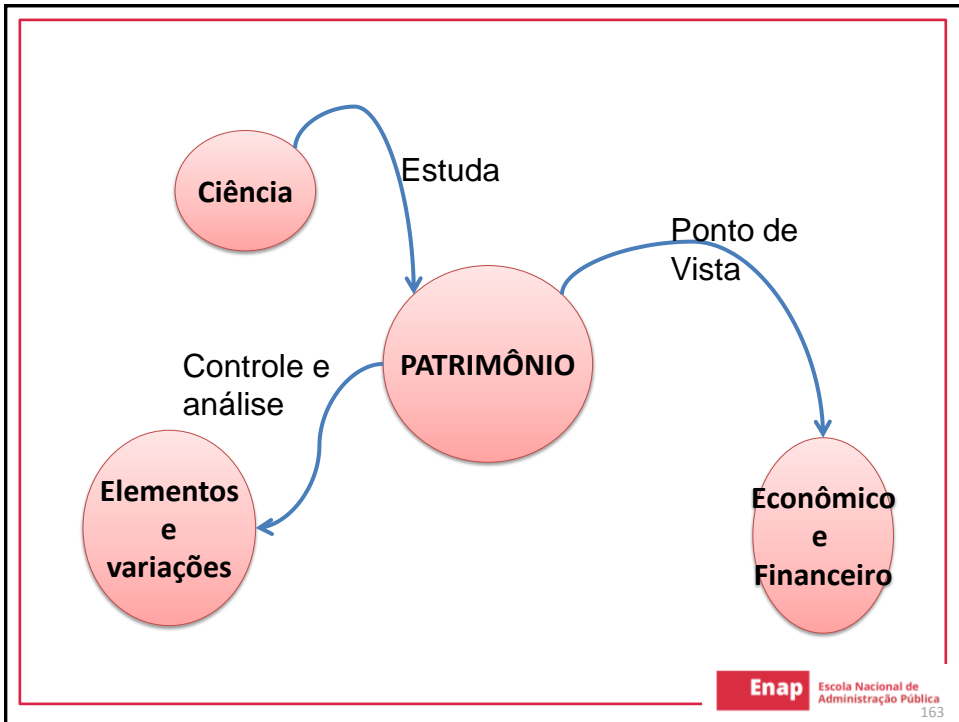 Ciência
Estuda
Ponto de
Vista
PATRIMÔNIO
Controle e
análise
Elementos
e
variações
Econômico
e
Financeiro
Enap
Escola Nacional de
Administração Pública
163